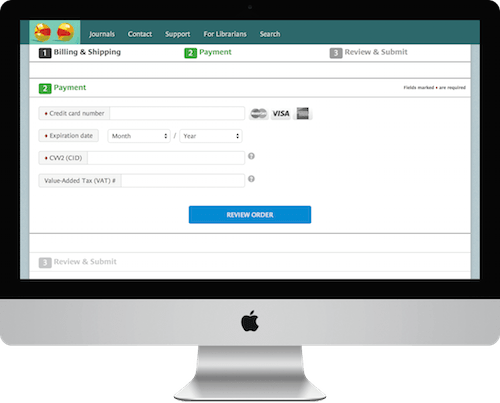 Journals Contact Support For Librarians Search
1 Billing & Shipping 2 Payment 3 Review & Submit
2 Payment Fields marked ♦ are required
♦ Credit card number VISA
♦ Expiration date Month / Year
♦ CVV2 (CID) ?
Value-Added Tax (VAT) # ?
REVIEW ORDER
3 Review & Submit